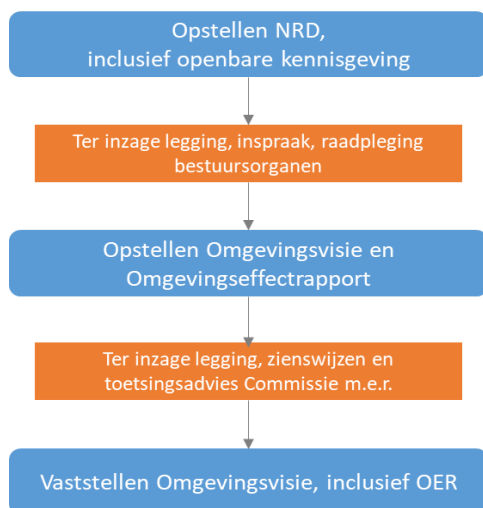 Opstellen NRD,
inclusief openbare kennisgeving
Ter inzage legging, inspraak, raadpleging
bestuursorganen
Opstellen Omgevingsvisie en
Omgevingseffectrapport
Ter inzage legging, zienswijzen en
toetsingsadvies Commissie m.e.r.
Vaststellen Omgevingsvisie, inclusief OER